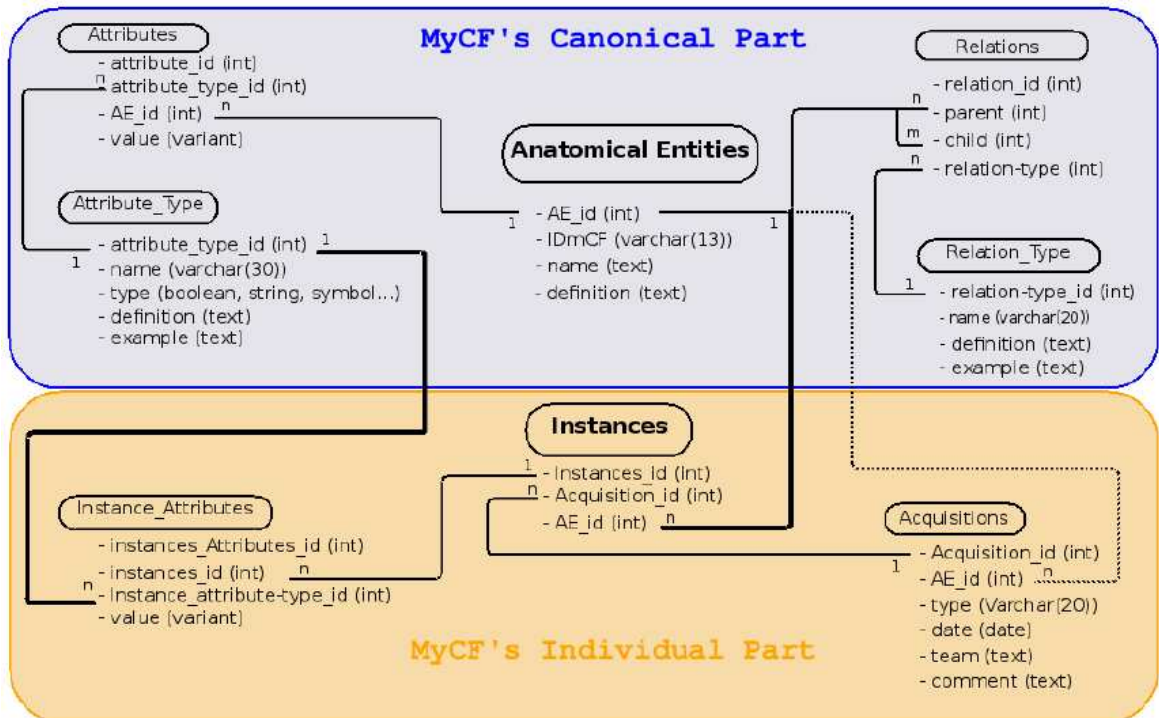 MyCF's Canonical Part
Attributes
- attribute_id (int)
n
- attribute_type_id (int)
- AE_id (int) n
- value (variant)
Attribute_Type
- attribute_type_id (int) 1
1
- name (varchar(30))
- type (boolean, string, symbol...)
- definition (text)
- example (text)
Anatomical Entities
- AE_id (int)
1
1
- IDmCF (varchar(13))
- name (text)
- definition (text)
Relations
- relation_id (int)
n
- parent (int)
m
- child (int)
n
- relation-type (int)
Relation_Type
1
- relation-type_id (int)
- name (varchar(20))
- definition (text)
- example (text)
Instances
1
- Instances_id (int)
n
- Acquisition_id (int)
- AE_id (int) n
Instance_Attributes
- instances_Attributes_id (int)
- instances_id (int) n
n
- Instance_attribute-type_id (int)
- value (variant)
Acquisitions
- Acquisition_id (int)
1
- AE_id (int) n
- type (Varchar(20))
- date (date)
- team (text)
- comment (text)
MyCF's Individual Part